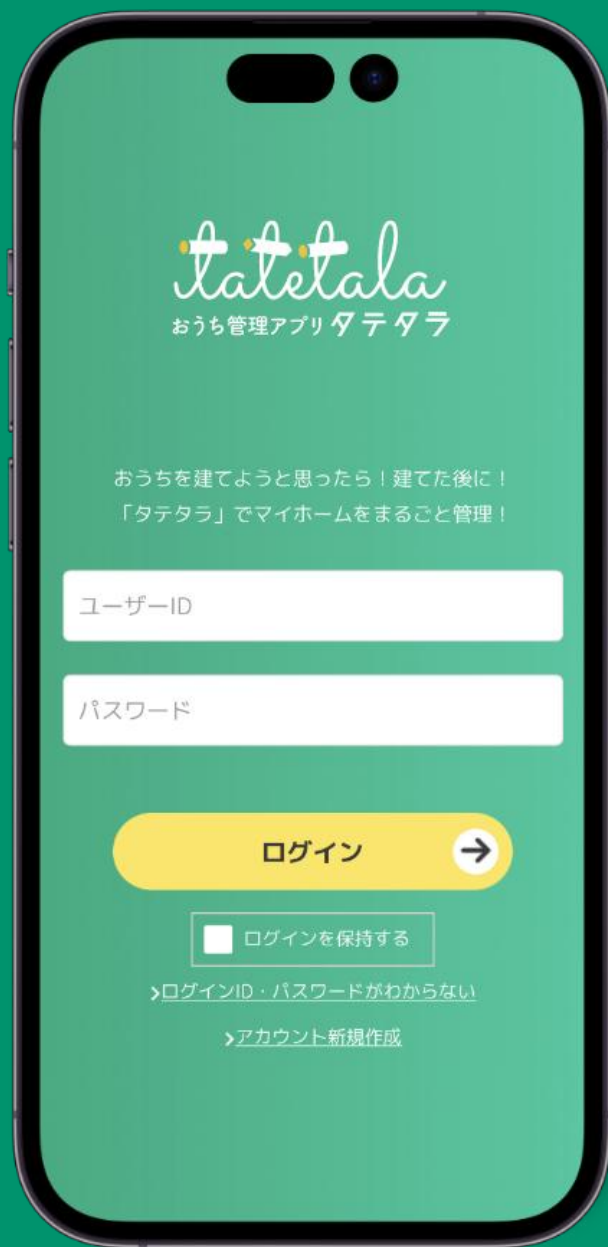 tatetala
おうち管理アプリタテタラ
おうちを建てようと思ったら！建てた後に！
「タテタラ」でマイホームをまるごと管理！
ユーザーID
パスワード
ログイン
ログインを保持する
>ログインID・パスワードがわからない
>アカウント新規作成